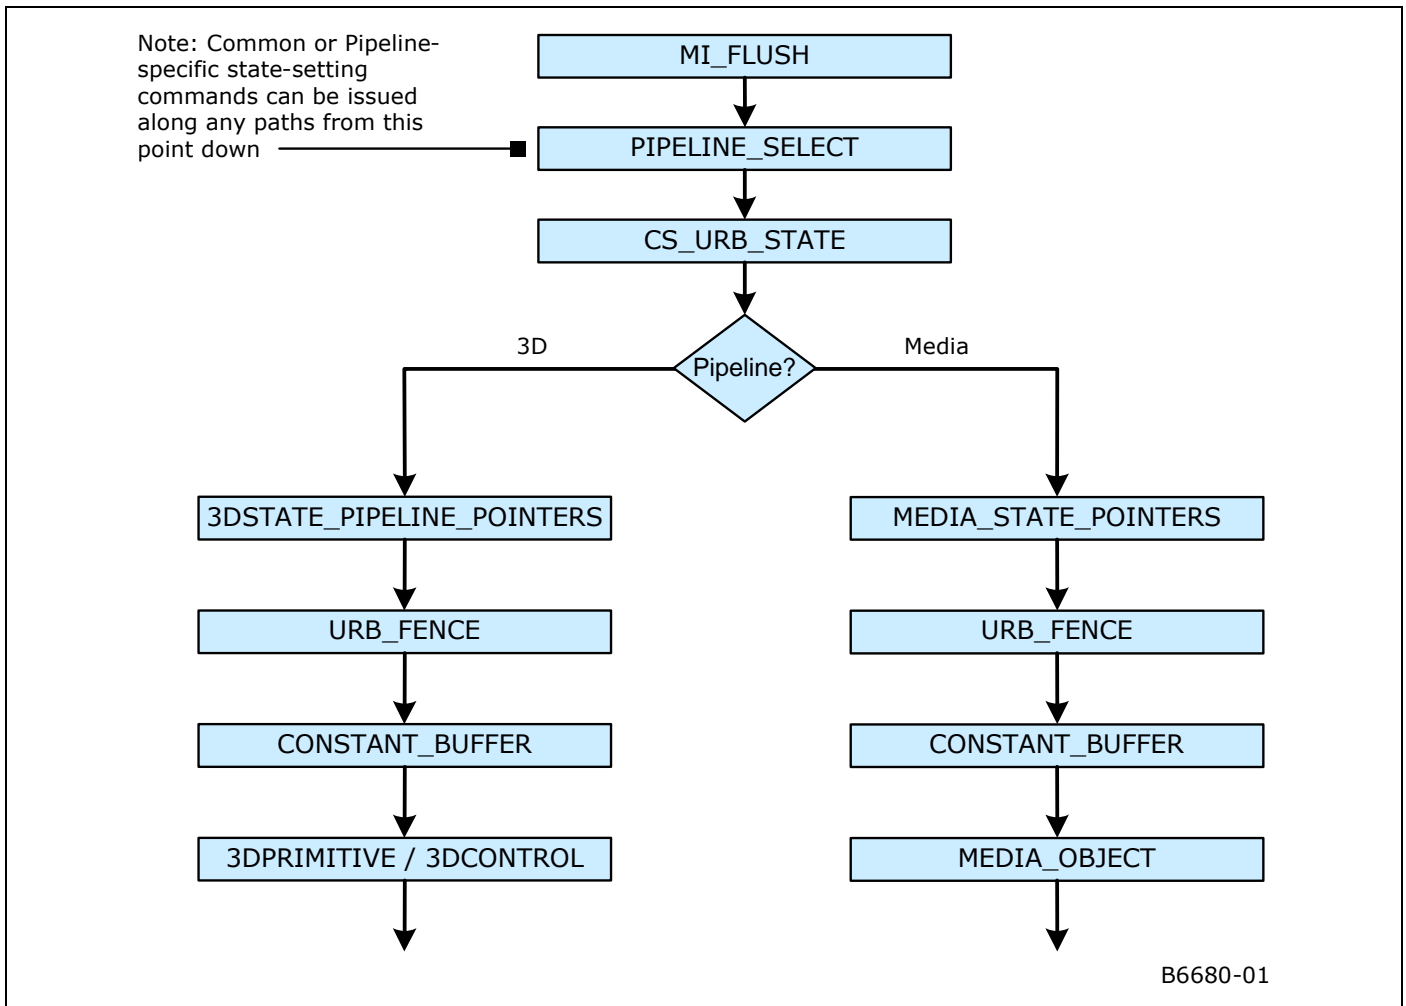 Note: Common or Pipeline-
specific state-setting
commands can be issued
along any paths from this
point down
MI_FLUSH
PIPELINE_SELECT
CS_URB_STATE
Pipeline?
3D
Media
3DSTATE_PIPELINE_POINTERS
MEDIA_STATE_POINTERS
URB_FENCE
URB_FENCE
CONSTANT_BUFFER
CONSTANT_BUFFER
3DPRIMITIVE / 3DCONTROL
MEDIA_OBJECT
B6680-01